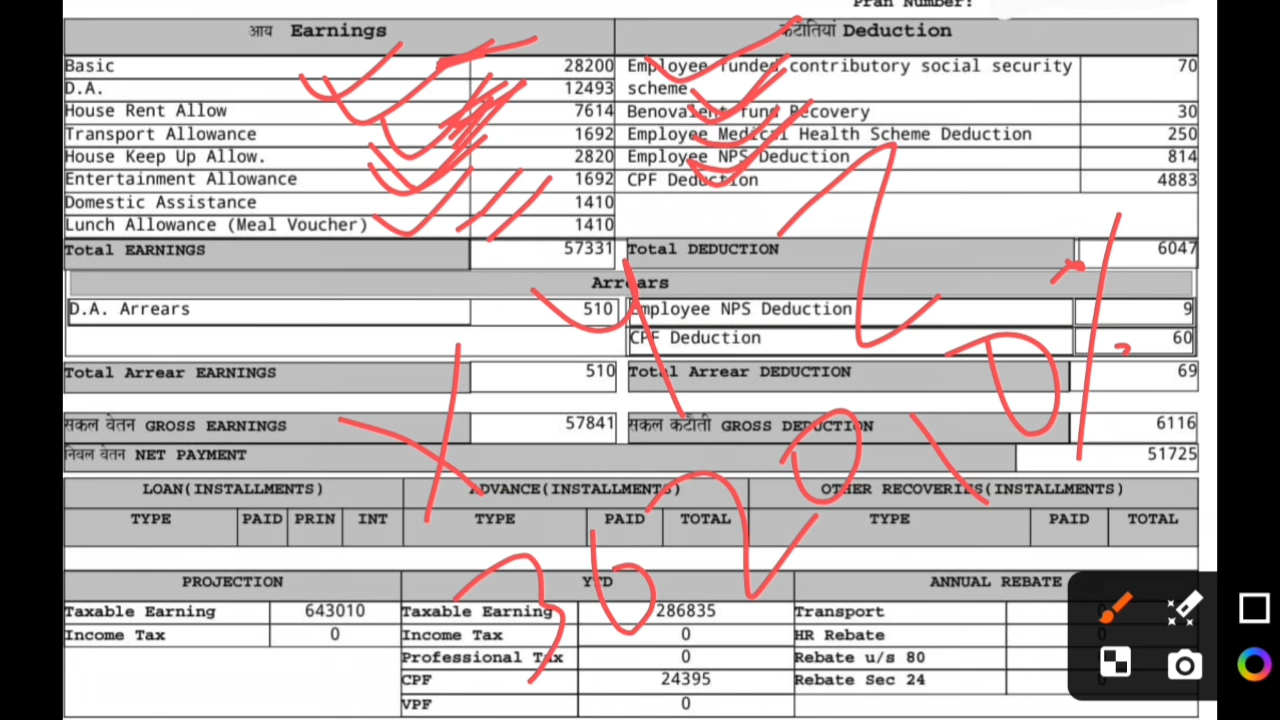 Pran Number:
आय Earnings कटौतियां Deduction
Basic 28200 Employee funded contributory social security 70
D.A. 12493 scheme.
House Rent Allow 7614 Benovalent fund Recovery 30
Transport Allowance 1692 Employee Medical Health Scheme Deduction 250
House Keep Up Allow. 2820 Employee NPS Deduction 814
Entertainment Allowance 1692 CPF Deduction 4883
Domestic Assistance 1410
Lunch Allowance (Meal Voucher) 1410
Total EARNINGS 57331 Total DEDUCTION 6047
Arrears
D.A. Arrears 510 Employee NPS Deduction 9
CPF Deduction 60
Total Arrear EARNINGS 510 Total Arrear DEDUCTION 69
सकल वेतन GROSS EARNINGS 57841 सकल कटौती GROSS DEDUCTION 6116
निवल वेतन NET PAYMENT 51725
LOAN(INSTALLMENTS) ADVANCE(INSTALLMENTS) OTHER RECOVERIES(INSTALLMENTS)
TYPE PAID PRIN INT TYPE PAID TOTAL TYPE PAID TOTAL
PROJECTION YTD ANNUAL REBATE
Taxable Earning 643010 Taxable Earning 286835 Transport 0
Income Tax 0 Income Tax 0 HR Rebate 0
Professional Tax 0 Rebate u/s 80
CPF 24395 Rebate Sec 24 0
VPF 0